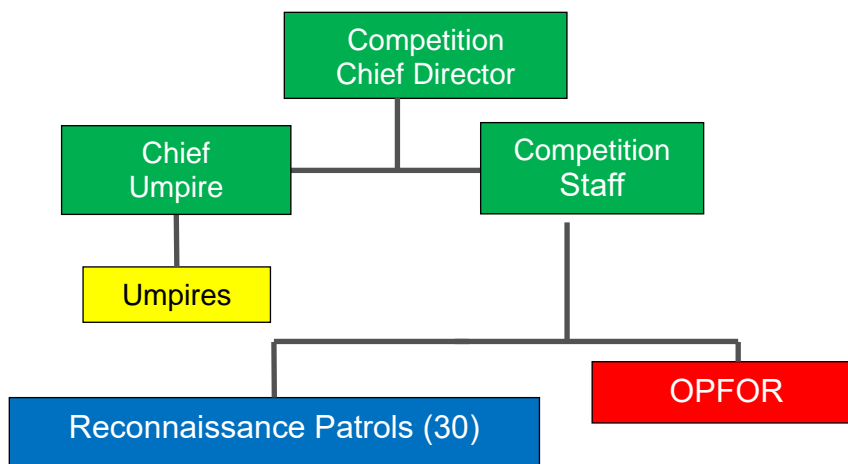 Competition
Chief Director
Chief
Umpire
Competition
Staff
Umpires
OPFOR
Reconnaissance Patrols (30)